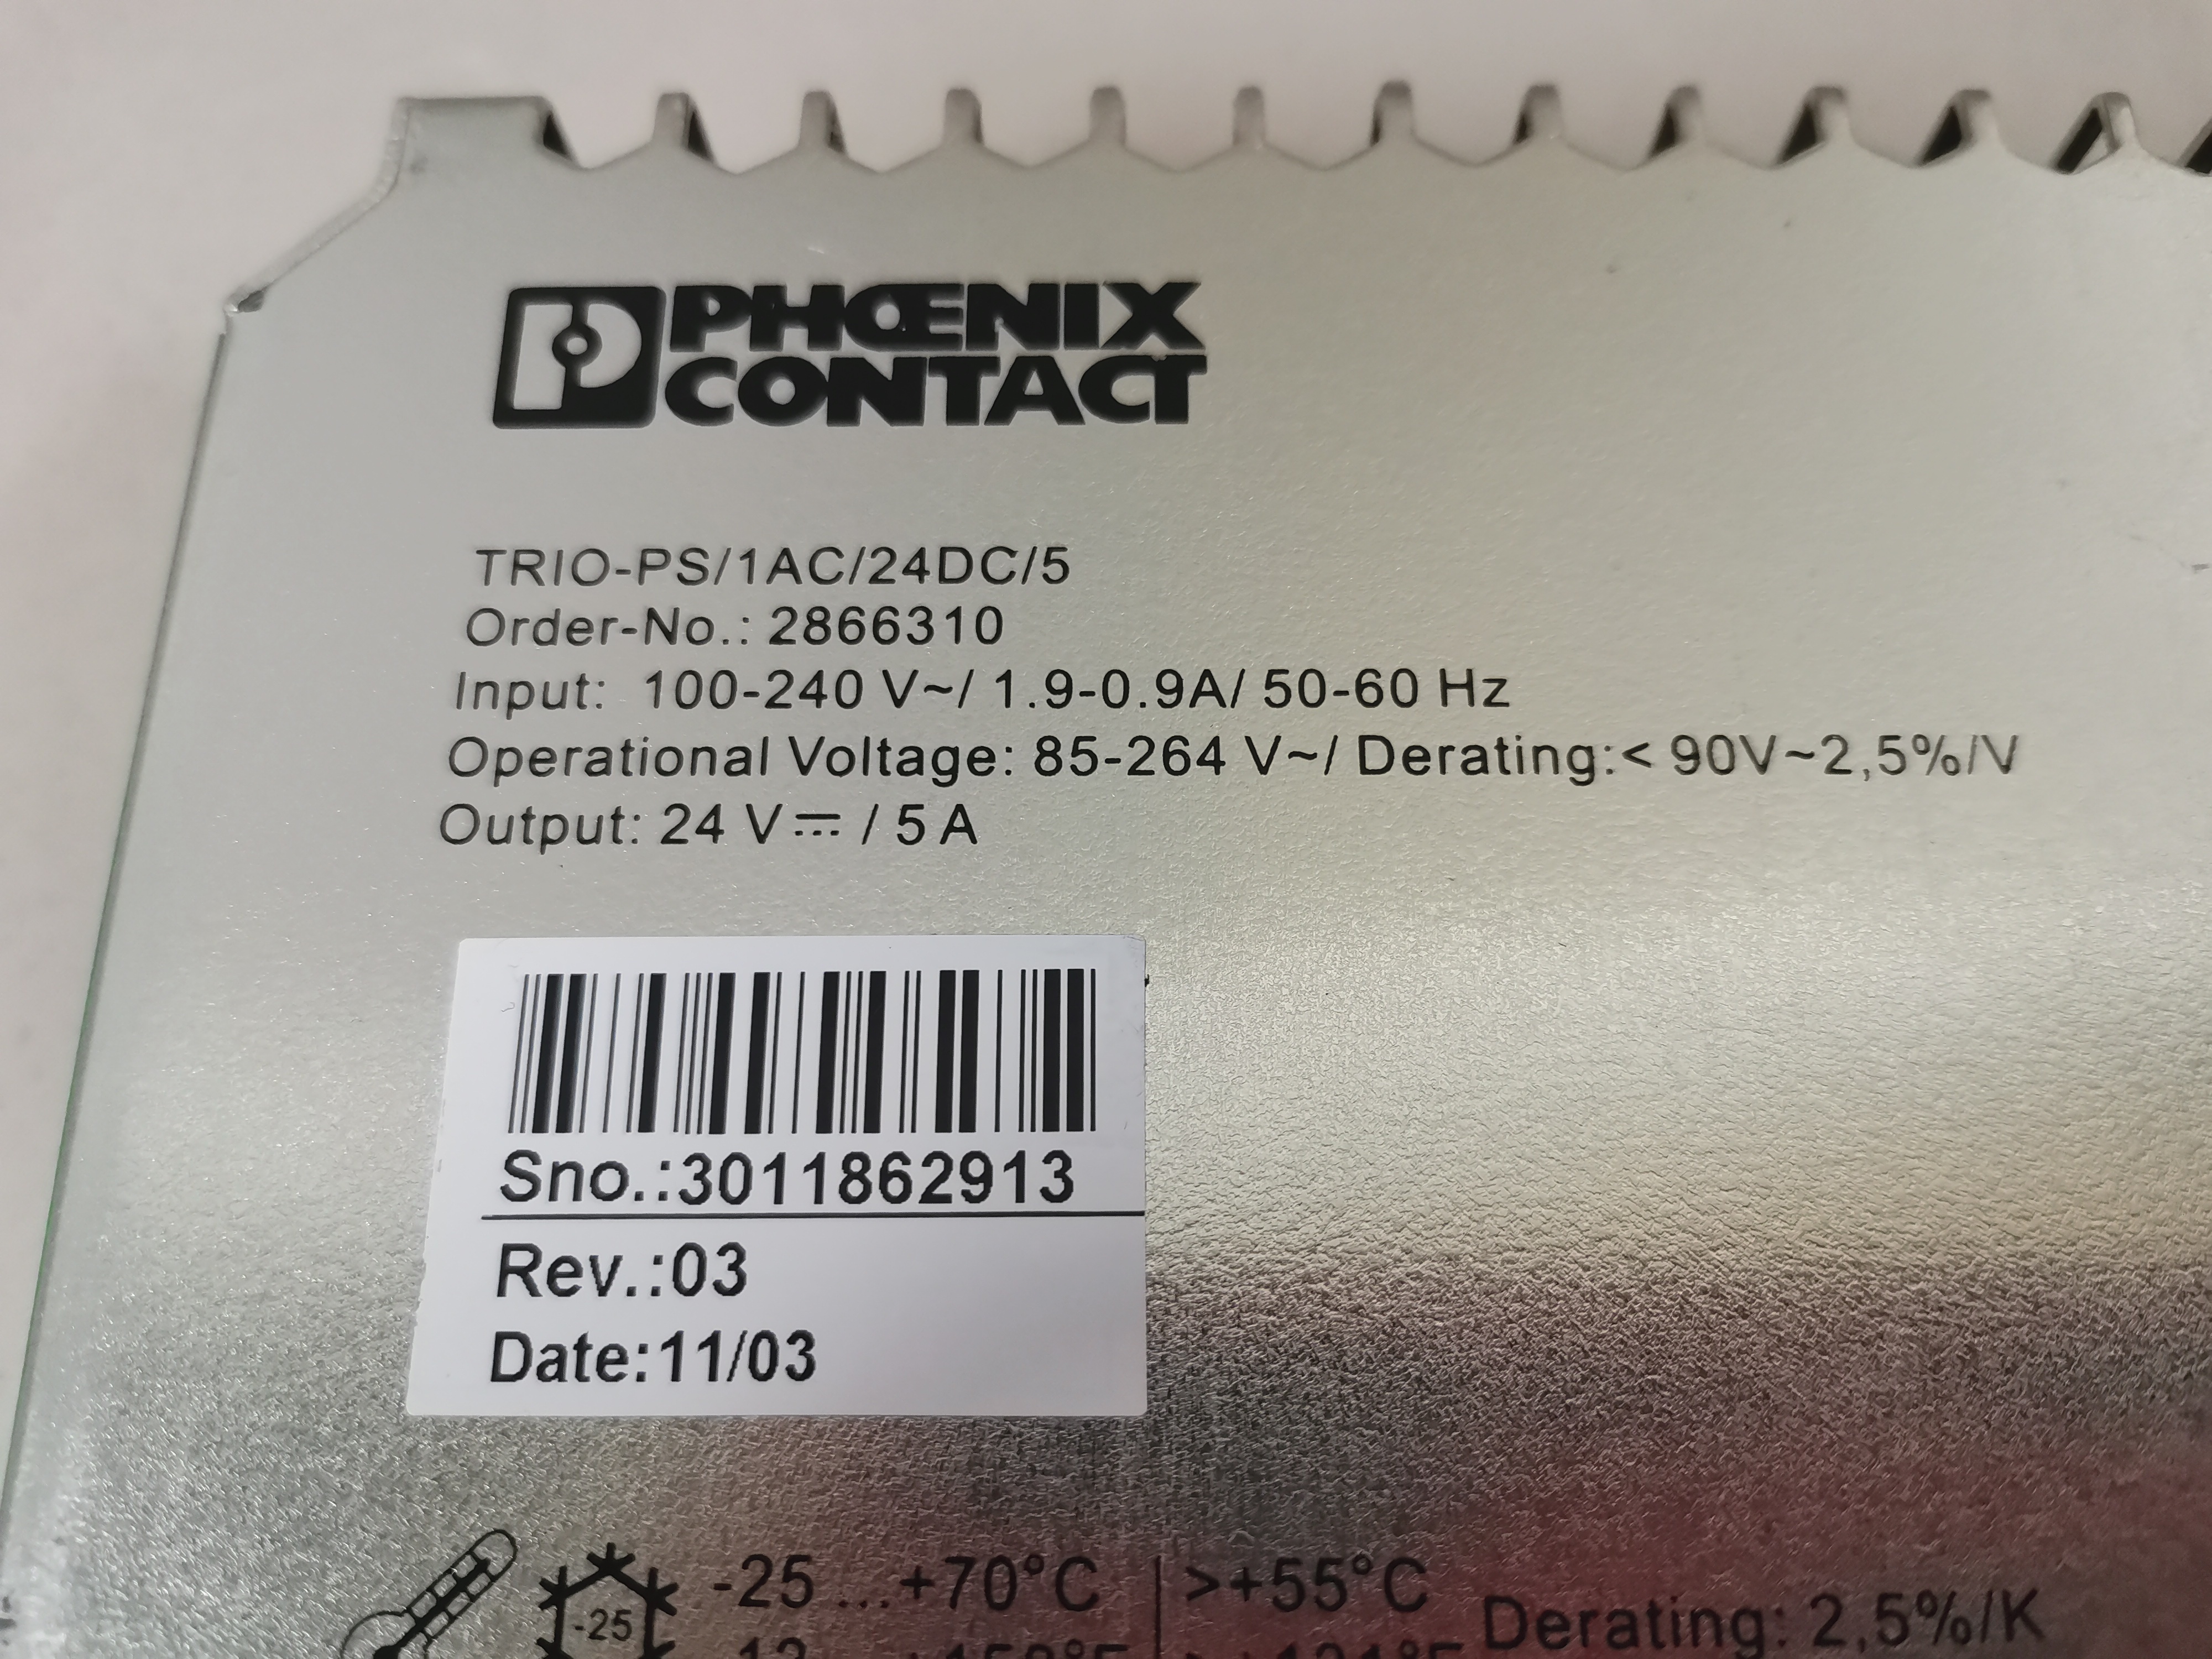 PHŒNIX
CONTACT
TRIO-PS/1AC/24DC/5
Order-No.: 2866310
Input: 100-240 V~/ 1.9-0.9A/ 50-60 Hz
Operational Voltage: 85-264 V~/ Derating:< 90V~2,5%/V
Output: 24 V⎓ / 5 A
Sno.:3011862913
Rev.:03
Date:11/03
-25 ...+70°C | >+55°C
-25
Derating: 2,5%/K